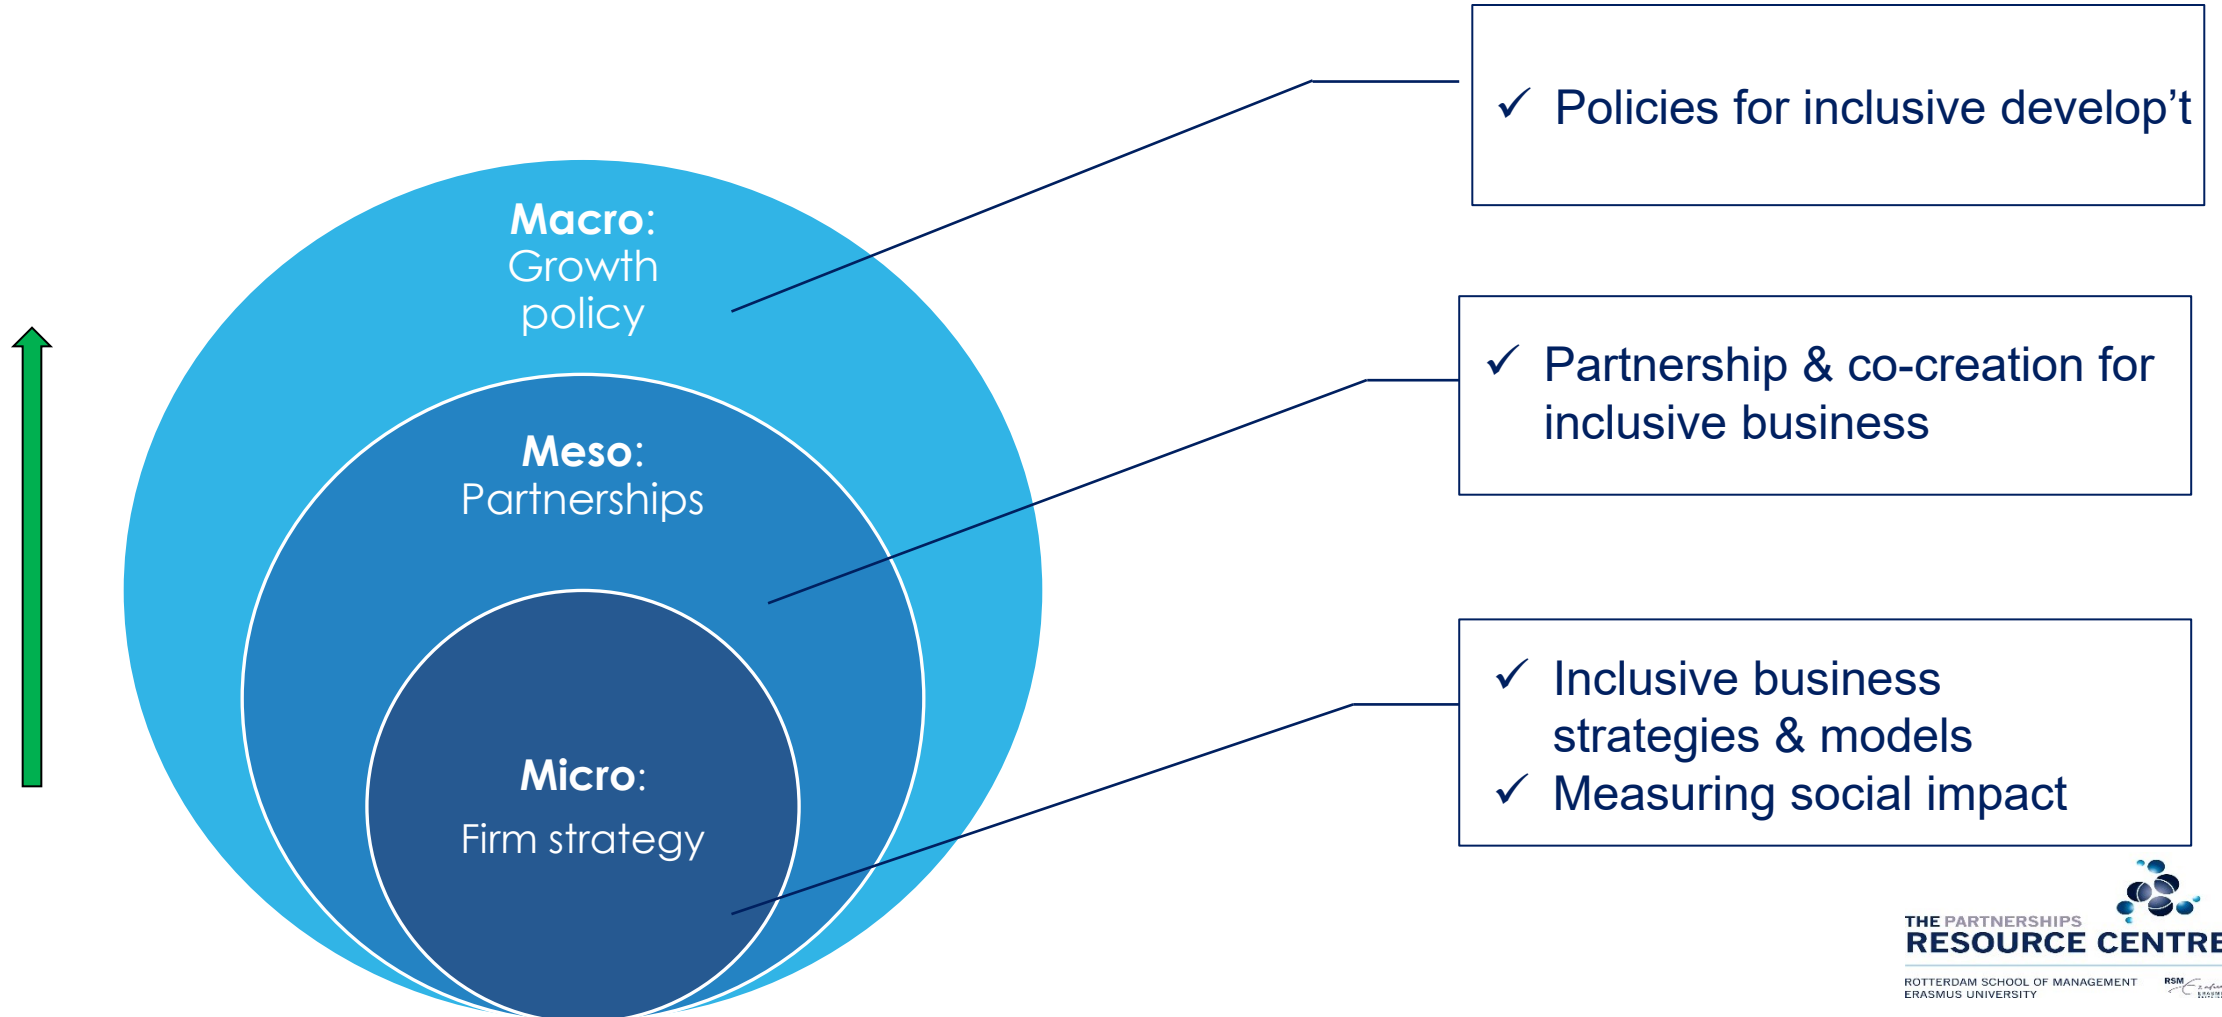 Macro:
Growth
policy
Meso:
Partnerships
Micro:
Firm strategy
✓ Policies for inclusive develop’t
✓ Partnership & co-creation for
inclusive business
✓ Inclusive business
strategies & models
✓ Measuring social impact
THE PARTNERSHIPS
RESOURCE CENTRE
ROTTERDAM SCHOOL OF MANAGEMENT
ERASMUS UNIVERSITY
RSM